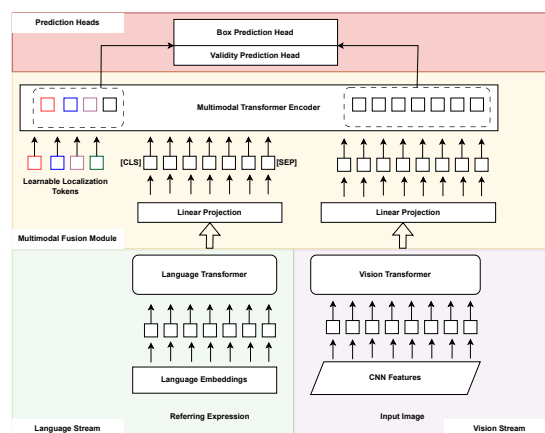 Prediction Heads
Box Prediction Head
Validity Prediction Head
Multimodal Transformer Encoder
[CLS]
[SEP]
Learnable Localization
Tokens
Linear Projection
Linear Projection
Multimodal Fusion Module
Language Transformer
Vision Transformer
Language Embeddings
CNN Features
Referring Expression
Input Image
Language Stream
Vision Stream